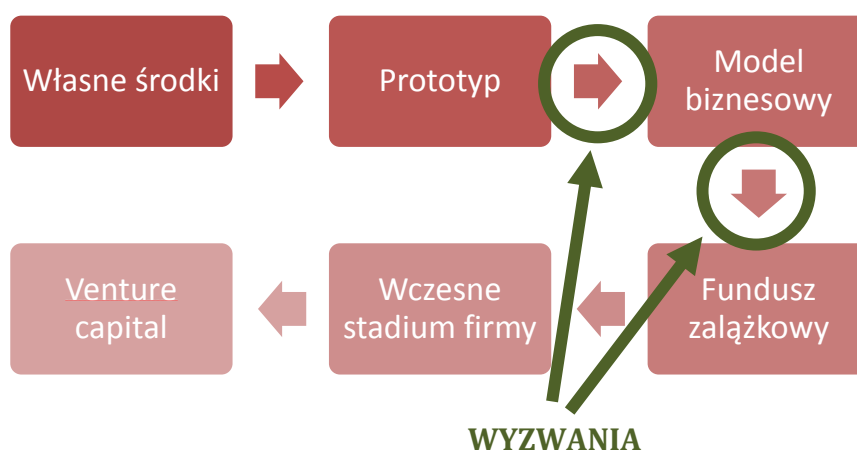 Własne środki
Prototyp
Model
biznesowy
Fundusz
zalążkowy
Wczesne
stadium firmy
Venture
capital
WYZWANIA